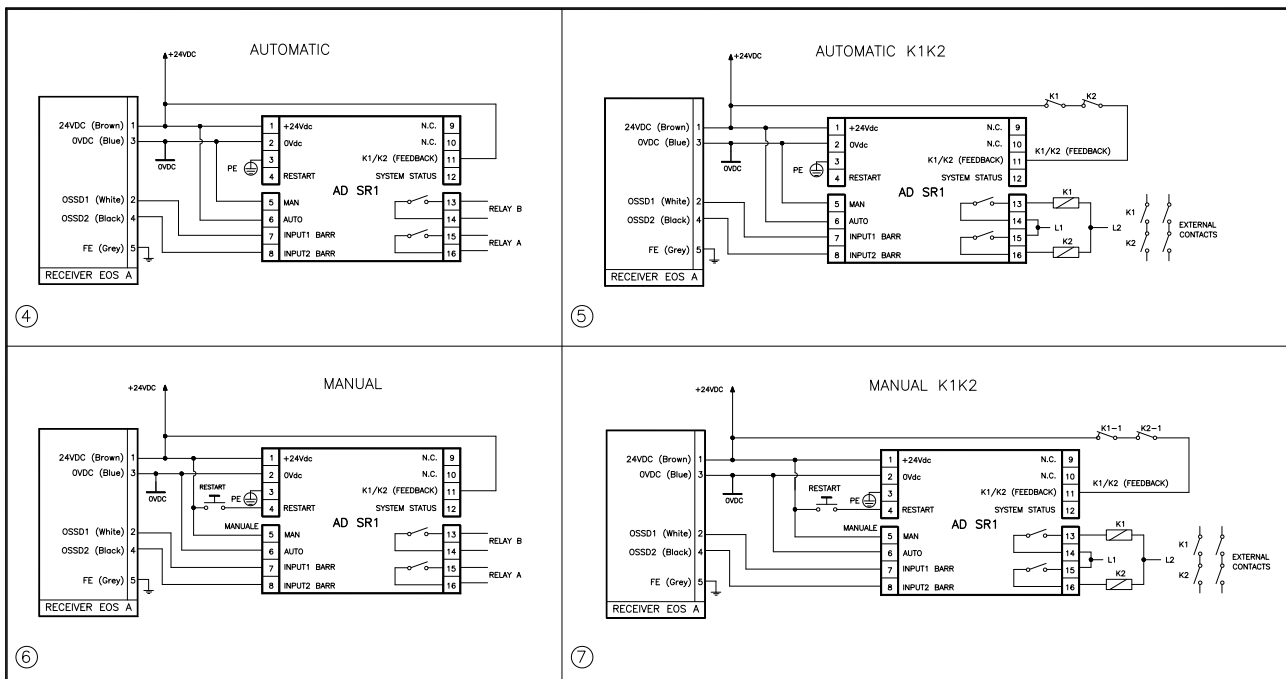 AUTOMATIC
+24VDC
24VDC (Brown) 1
0VDC (Blue) 3
0VDC
OSSD1 (White) 2
OSSD2 (Black) 4
FE (Grey) 5
RECEIVER EOS A
1 +24Vdc
2 0Vdc
PE 3
4 RESTART
AD SR1
5 MAN
6 AUTO
7 INPUT1 BARR
8 INPUT2 BARR
N.C. 9
N.C. 10
K1/K2 (FEEDBACK) 11
SYSTEM STATUS 12
13
RELAY B
14
15
RELAY A
16
4
AUTOMATIC K1K2
+24VDC
K1 K2
24VDC (Brown) 1
0VDC (Blue) 3
0VDC
OSSD1 (White) 2
OSSD2 (Black) 4
FE (Grey) 5
RECEIVER EOS A
1 +24Vdc
2 0Vdc
PE 3
4 RESTART
AD SR1
5 MAN
6 AUTO
7 INPUT1 BARR
8 INPUT2 BARR
N.C. 9
N.C. 10
K1/K2 (FEEDBACK) 11 K1/K2 (FEEDBACK)
SYSTEM STATUS 12
13 K1
14
L1 L2
15
16 K2
K1
K2
EXTERNAL
CONTACTS
5
MANUAL
+24VDC
24VDC (Brown) 1
0VDC (Blue) 3
0VDC
OSSD1 (White) 2
OSSD2 (Black) 4
FE (Grey) 5
RECEIVER EOS A
RESTART
1 +24Vdc
2 0Vdc
PE 3
4 RESTART
AD SR1
MANUALE
5 MAN
6 AUTO
7 INPUT1 BARR
8 INPUT2 BARR
N.C. 9
N.C. 10
K1/K2 (FEEDBACK) 11
SYSTEM STATUS 12
13
RELAY B
14
15
RELAY A
16
6
MANUAL K1K2
+24VDC
K1-1 K2-1
24VDC (Brown) 1
0VDC (Blue) 3
0VDC
OSSD1 (White) 2
OSSD2 (Black) 4
FE (Grey) 5
RECEIVER EOS A
RESTART
1 +24Vdc
2 0Vdc
PE 3
4 RESTART
AD SR1
MANUALE
5 MAN
6 AUTO
7 INPUT1 BARR
8 INPUT2 BARR
N.C. 9
N.C. 10
K1/K2 (FEEDBACK) 11 K1/K2 (FEEDBACK)
SYSTEM STATUS 12
13 K1
14
L1 L2
15
16 K2
K1
K2
EXTERNAL
CONTACTS
7